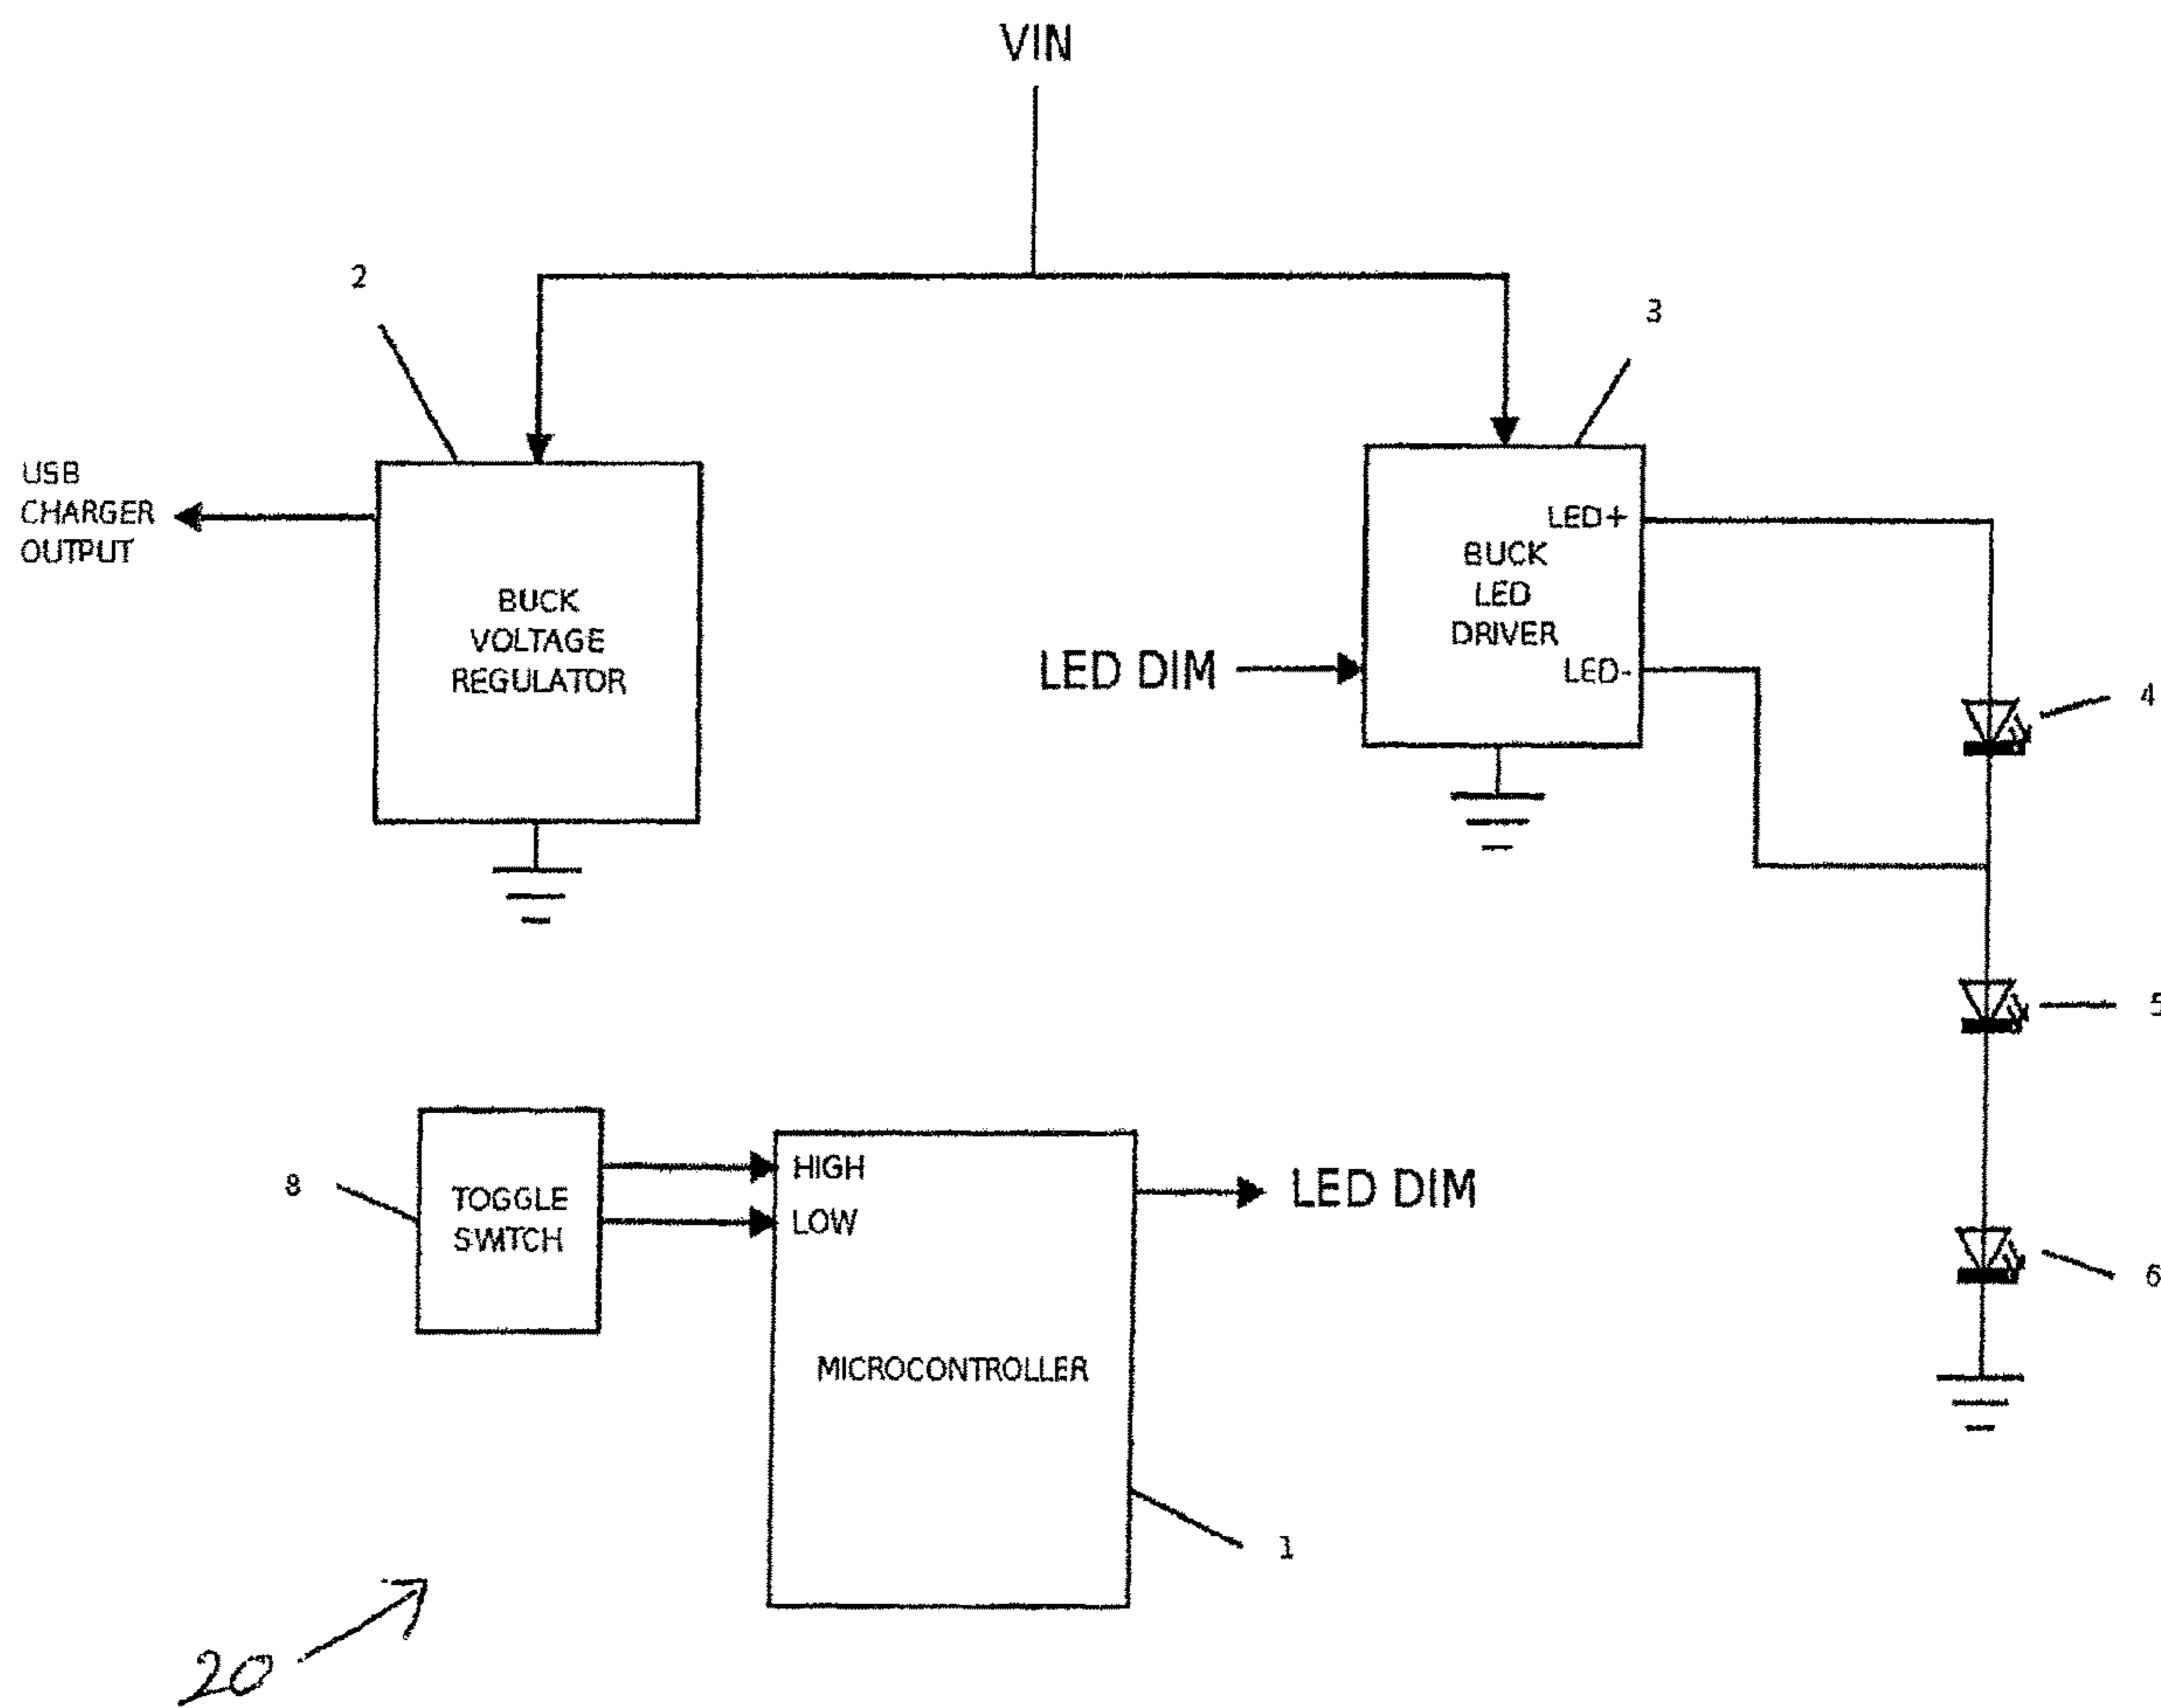 VIN
2
3
USB
CHARGER
OUTPUT
BUCK
VOLTAGE
REGULATOR
LED+
BUCK
LED
DRIVER
LED-
LED DIM
4
5
6
8
TOGGLE
SWITCH
HIGH
LOW
MICROCONTROLLER
LED DIM
1
20